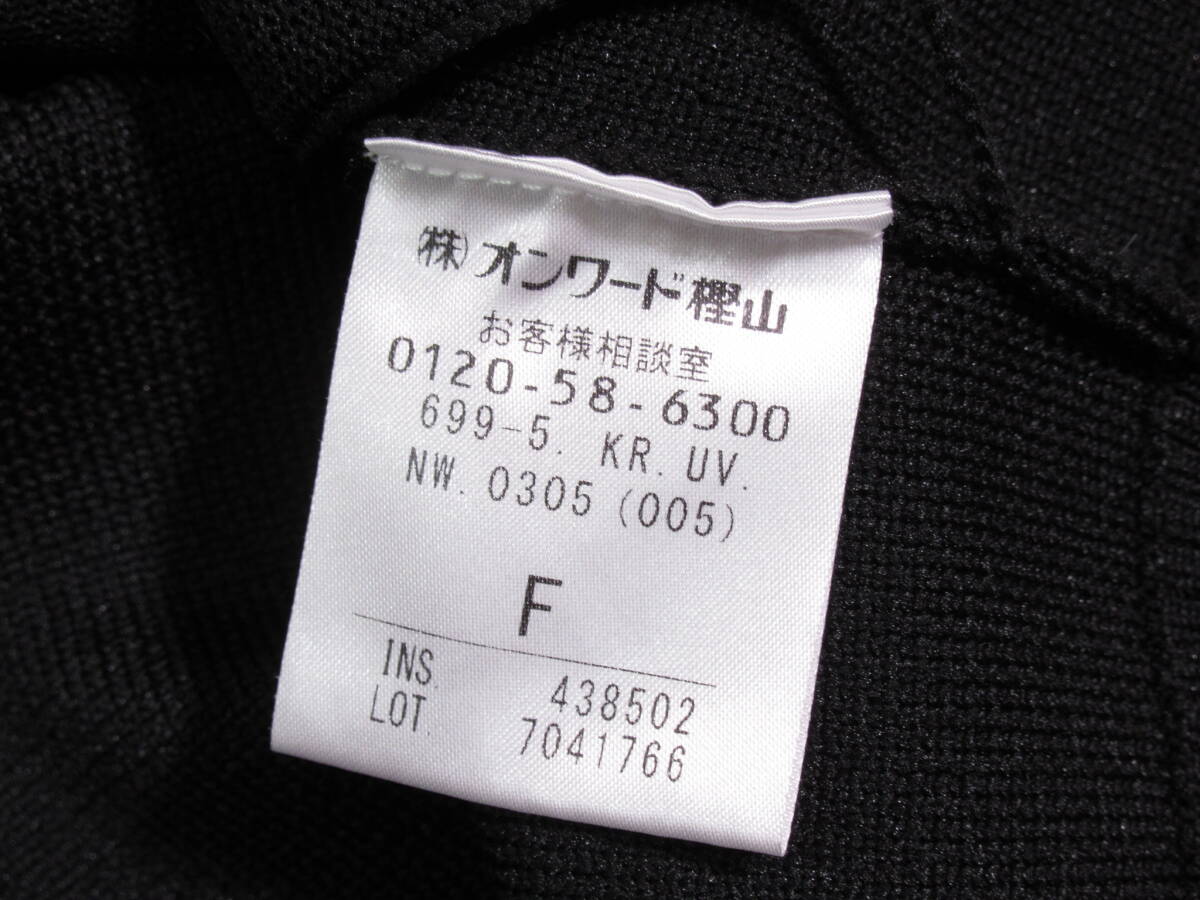 (株)オンワード樫山
お客様相談室
0120-58-6300
699-5. KR. UV.
NW. 0305 (005)
F
INS. 438502
LOT. 7041766